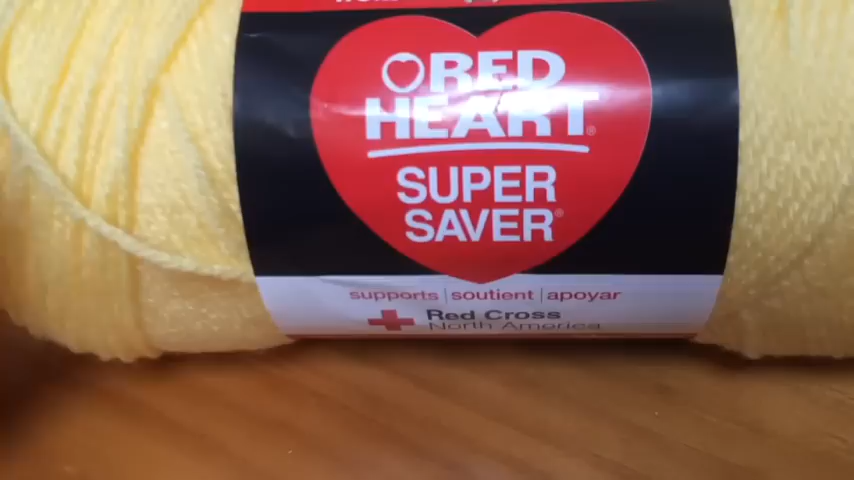 RED
HEART®
SUPER
SAVER®
supports | soutient | apoyar
Red Cross
North America